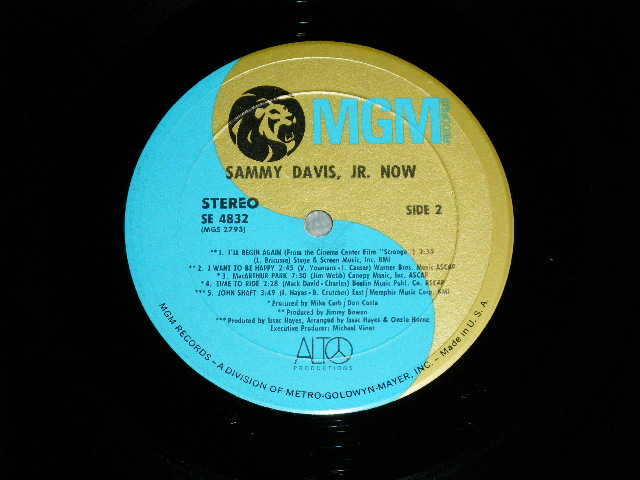 MGM
RECORDS
SAMMY DAVIS, JR. NOW
STEREO
SE 4832
(MGS 2793)
SIDE 2
** 1. I'LL BEGIN AGAIN (From the Cinema Center Film "Scrooge") 2:35
(L. Bricusse) Stage & Screen Music, Inc. BMI
** 2. I WANT TO BE HAPPY 2:45 (V. Youmans - I. Caesar) Warner Bros. Music ASCAP
* 3. MacARTHUR PARK 7:30 (Jim Webb) Canopy Music, Inc. ASCAP
* 4. TIME TO RIDE 2:28 (Mack David - Charles) Beelin Music Publ. Co. ASCAP
*** 5. JOHN SHAFT 3:49 (I. Hayes - B. Crutcher) East/Memphis Music Corp. BMI
* Produced by Mike Curb/Don Costa
** Produced by Jimmy Bowen
*** Produced by Isaac Hayes, Arranged by Isaac Hayes & Onzie Horne
Executive Producer: Michael Viner
ALTO
PRODUCTIONS
MGM RECORDS – A DIVISION OF METRO-GOLDWYN-MAYER, INC. – Made in U.S.A.